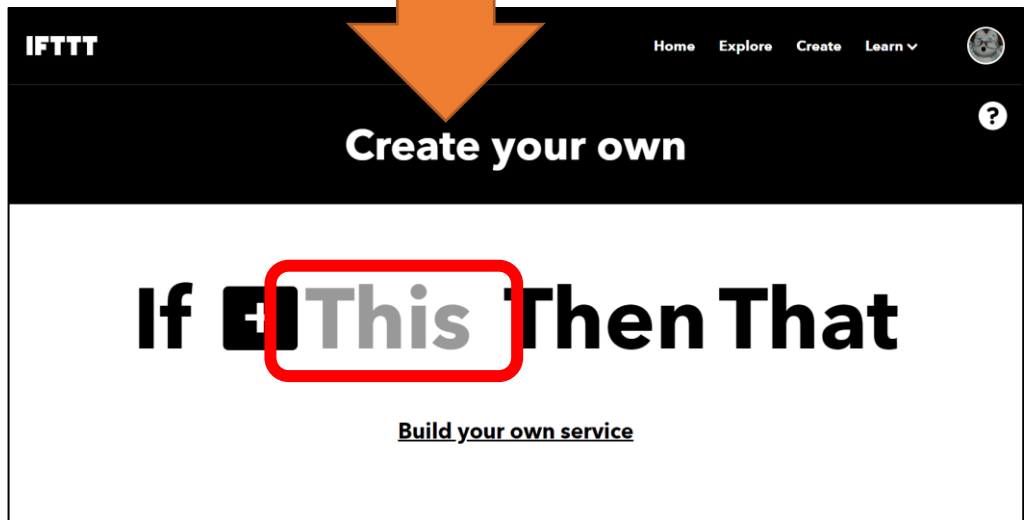 IFTTT Home Explore Create Learn
?
Create your own
If + This Then That
Build your own service